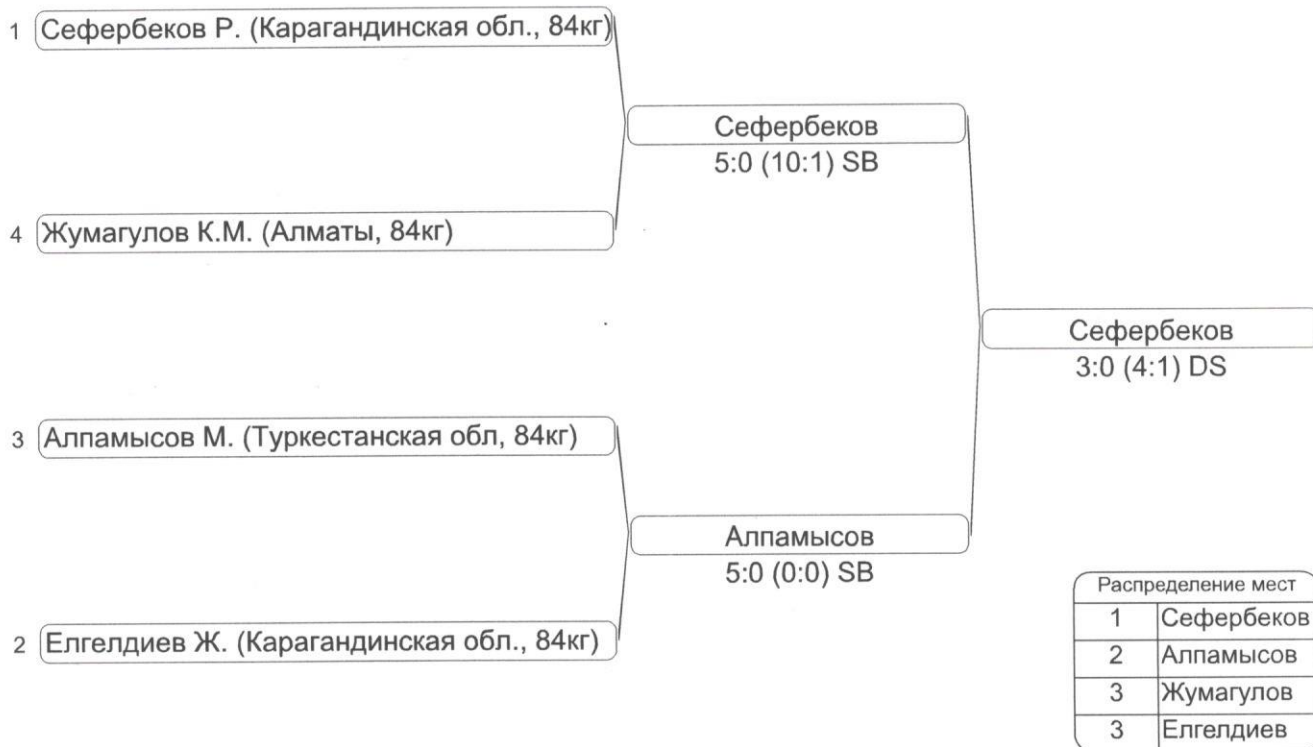 1 Сефербеков Р. (Карагандинская обл., 84кг)
Сефербеков
5:0 (10:1) SB
4 Жумагулов К.М. (Алматы, 84кг)
Сефербеков
3:0 (4:1) DS
3 Алпамысов М. (Туркестанская обл, 84кг)
Алпамысов
5:0 (0:0) SB
2 Елгелдиев Ж. (Карагандинская обл., 84кг)
Распределение мест
1 Сефербеков
2 Алпамысов
3 Жумагулов
3 Елгелдиев